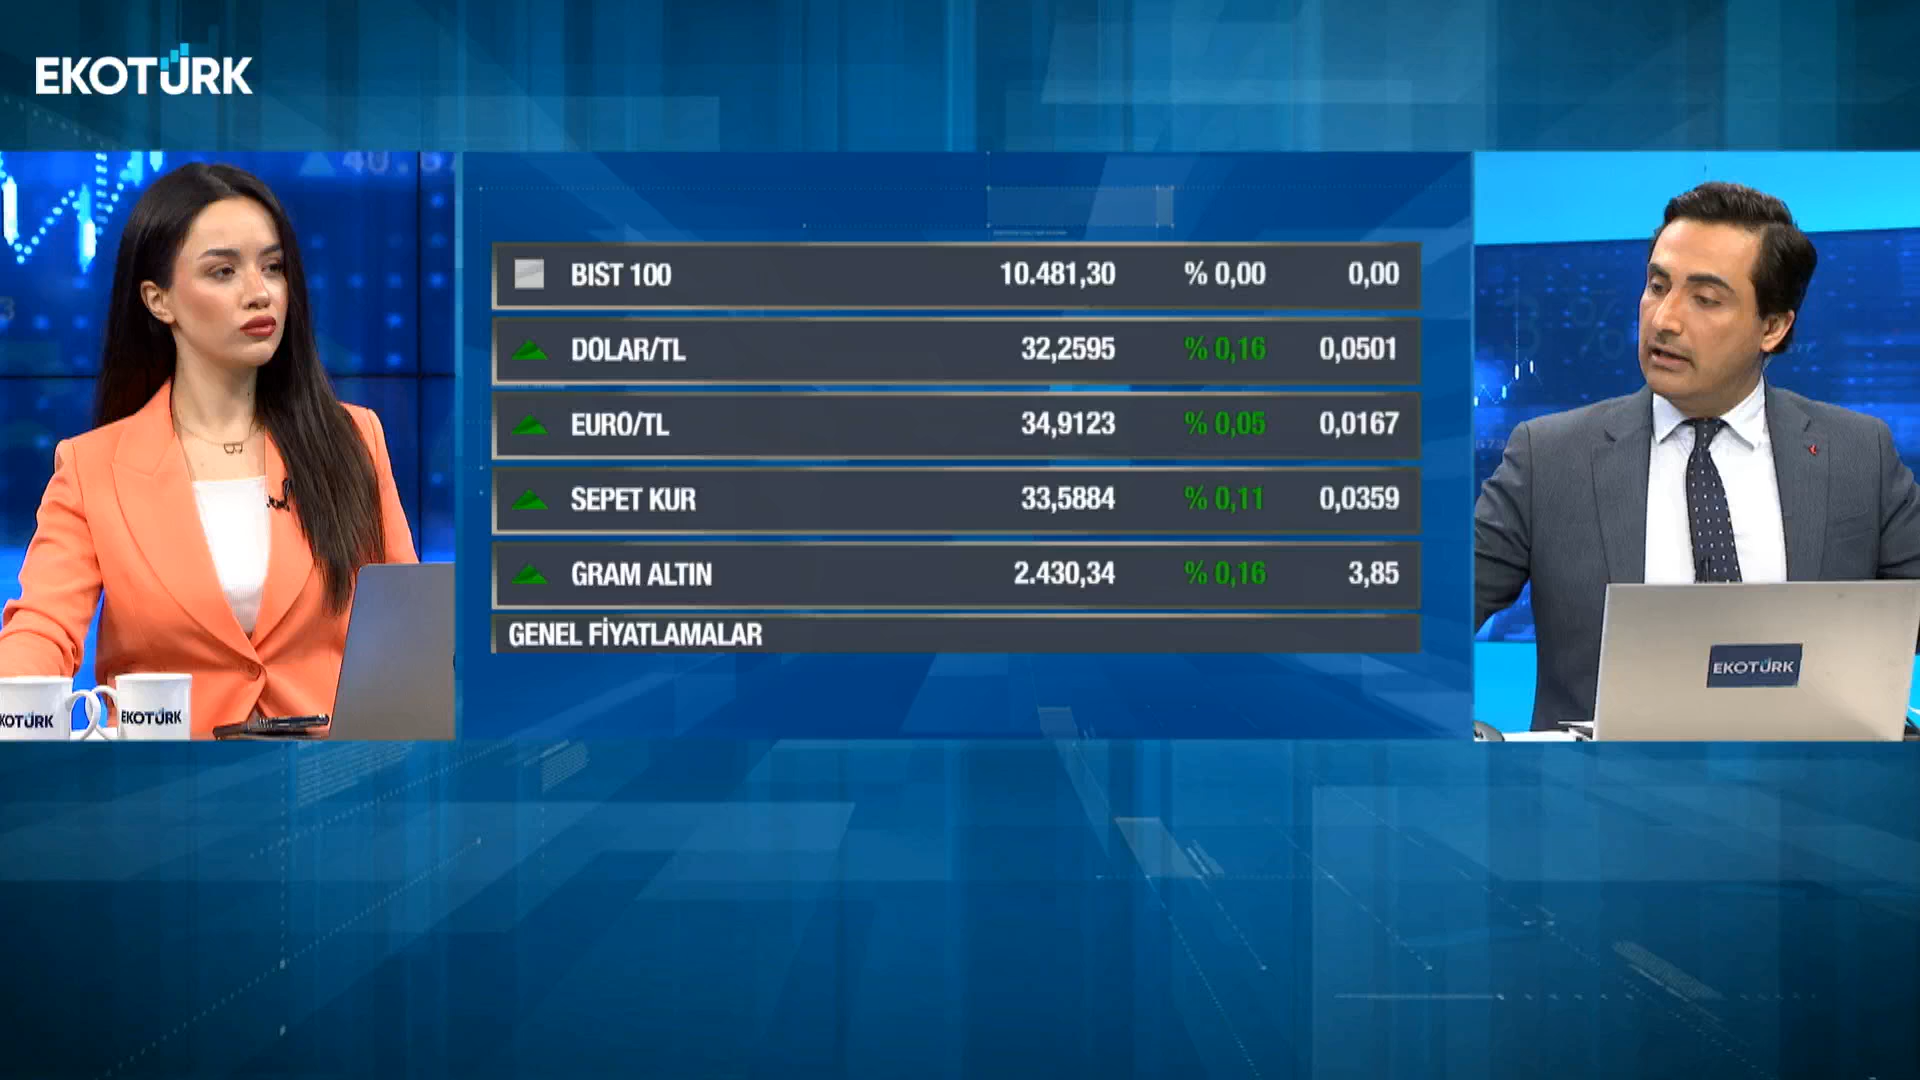 EKOTÜRK
BIST 100 10.481,30 % 0,00 0,00
DOLAR/TL 32,2595 % 0,16 0,0501
EURO/TL 34,9123 % 0,05 0,0167
SEPET KUR 33,5884 % 0,11 0,0359
GRAM ALTIN 2.430,34 % 0,16 3,85
GENEL FİYATLAMALAR
EKOTÜRK
EKOTÜRK
KOTÜRK
B